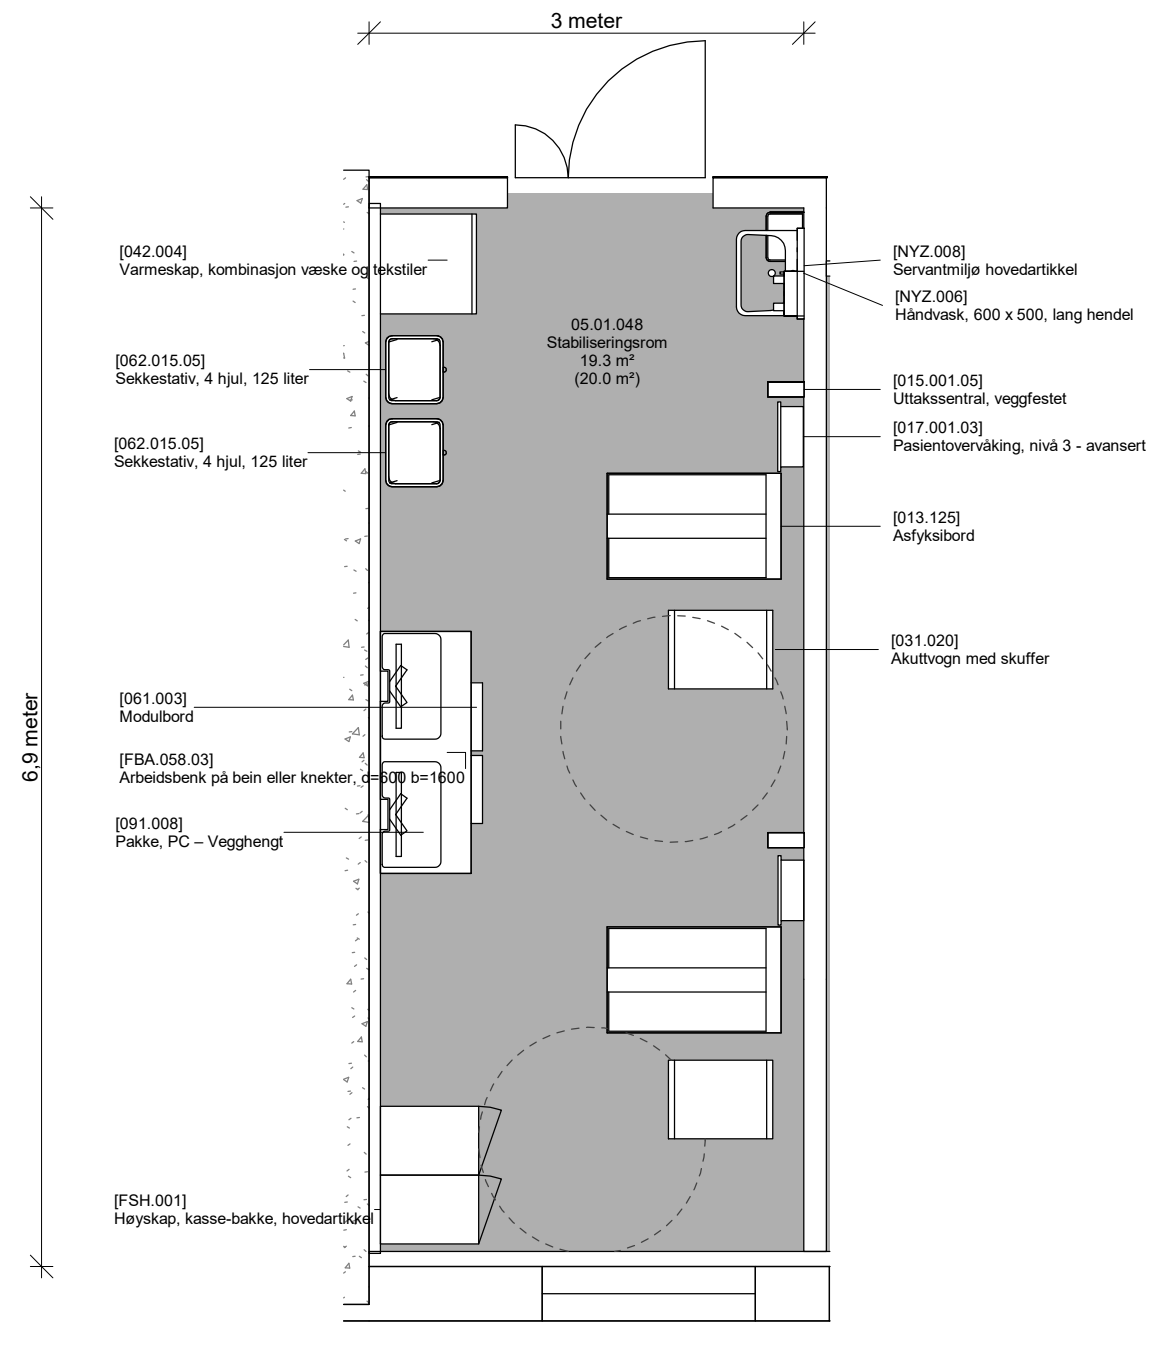 3 meter
[042.004]
Varmeskap, kombinasjon væske og tekstiler
[NYZ.008]
Servantmiljø hovedartikkel
[NYZ.006]
Håndvask, 600 x 500, lang hendel
05.01.048
Stabiliseringsrom
19.3 m²
(20.0 m²)
[062.015.05]
Sekkestativ, 4 hjul, 125 liter
[015.001.05]
Uttakssentral, veggfestet
[017.001.03]
Pasientovervåking, nivå 3 - avansert
[062.015.05]
Sekkestativ, 4 hjul, 125 liter
[013.125]
Asfyksibord
[031.020]
Akuttvogn med skuffer
6,9 meter
[061.003]
Modulbord
[FBA.058.03]
Arbeidsbenk på bein eller knekter, d=600 b=1600
[091.008]
Pakke, PC – Vegghengt
[FSH.001]
Høyskap, kasse-bakke, hovedartikkel